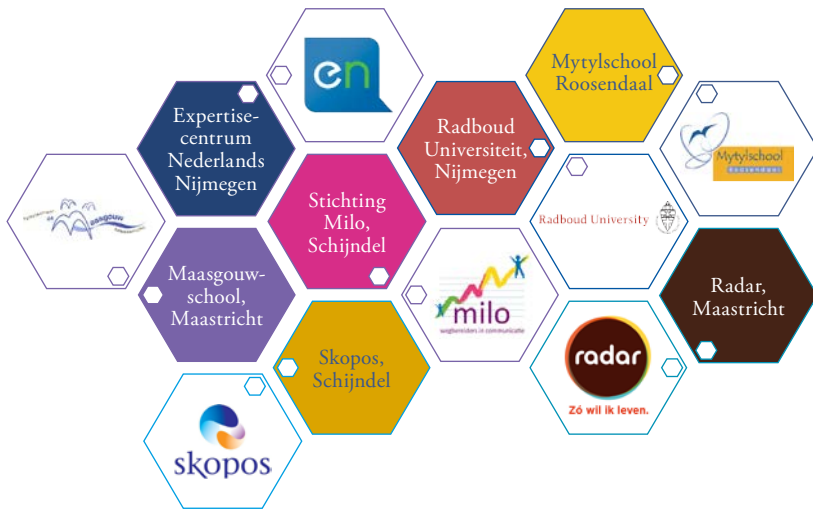 en
Mytylschool
Roosendaal
Expertise-
centrum
Nederlands
Nijmegen
Radboud
Universiteit,
Nijmegen
Mytylschool
roosendaal
Stichting
Milo,
Schijndel
Radboud University
Maasgouw-
school,
Maastricht
milo
wegbereiders in communicatie
Radar,
Maastricht
Skopos,
Schijndel
radar
Zó wil ik leven.
skopos